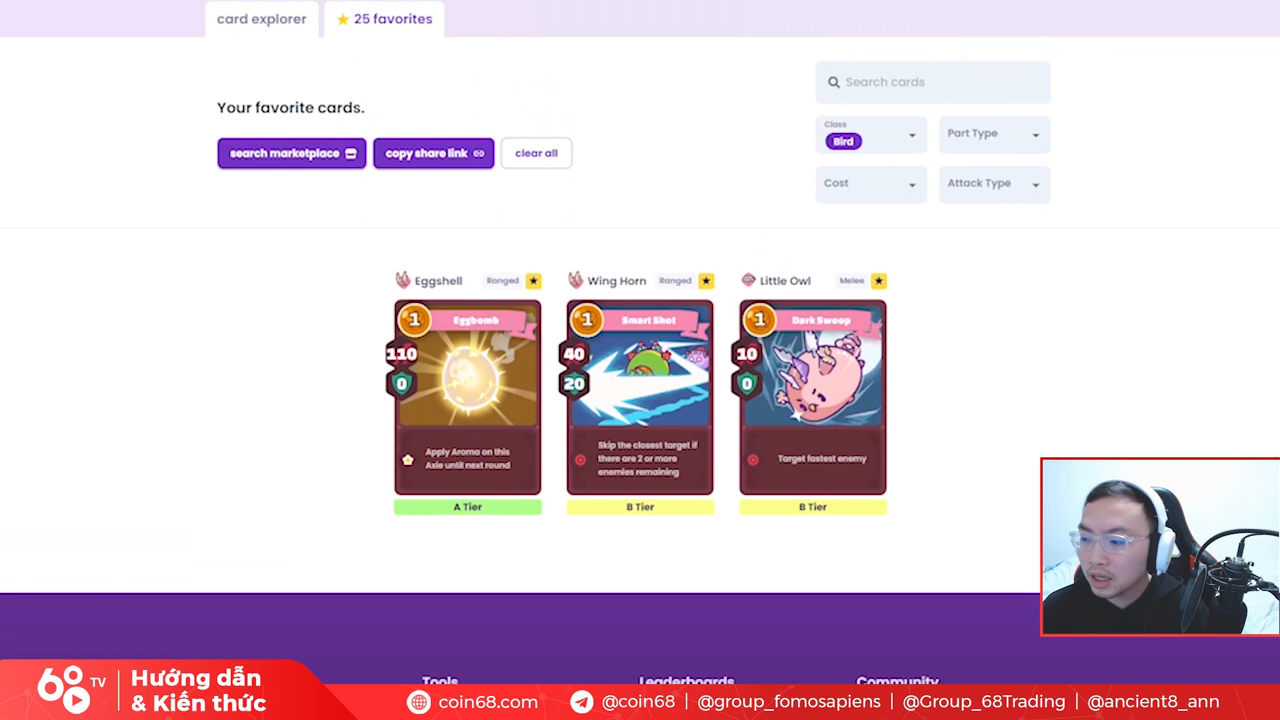 card explorer
25 favorites
Your favorite cards.
search marketplace
copy share link
clear all
Search cards
Class
Bird
Part Type
Cost
Attack Type
Eggshell
Ranged
1
Eggbomb
110
0
Apply Aroma on this
Axie until next round
A Tier
Wing Horn
Ranged
1
Smart Shot
40
20
Skip the closest target if
there are 2 or more
enemies remaining
B Tier
Little Owl
Melee
1
Dark Swoop
10
0
Target fastest enemy
B Tier
Tools
Leaderboards
Community
68 TV
Hướng dẫn
& Kiến thức
coin68.com
@coin68 | @group_fomosapiens | @Group_68Trading | @ancient8_ann